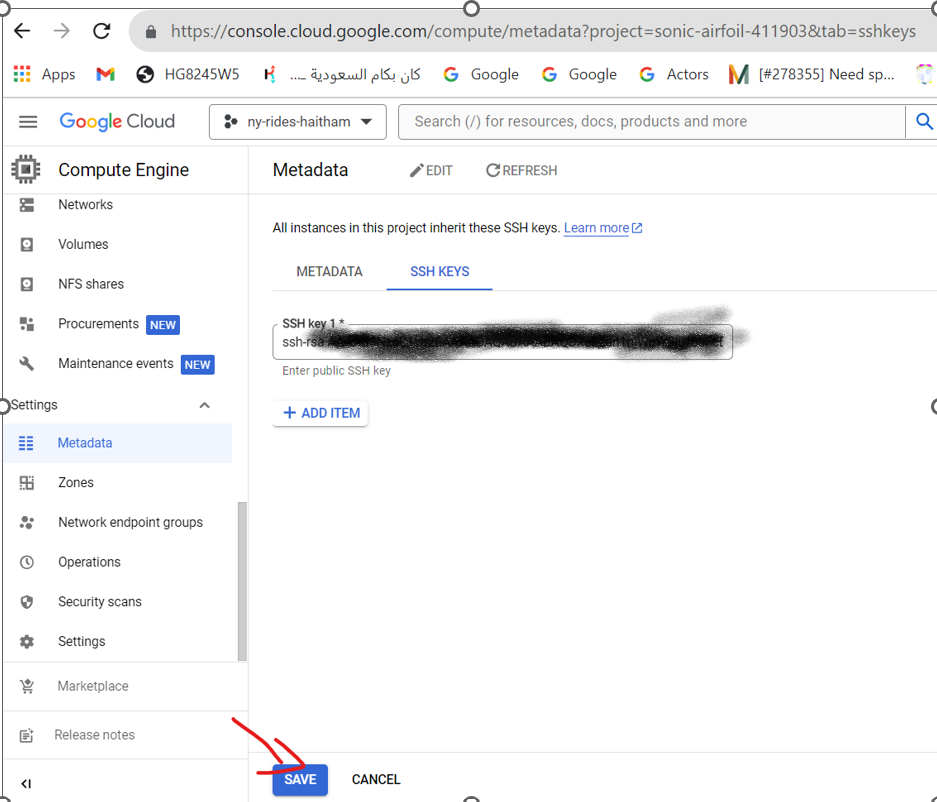 https://console.cloud.google.com/compute/metadata?project=sonic-airfoil-411903&tab=sshkeys
Apps HG8245W5 كان بكام السعودية ... Google Google Actors [#278355] Need sp...
Google Cloud ny-rides-haitham Search (/) for resources, docs, products and more
Compute Engine
Metadata EDIT REFRESH
Networks
Volumes
NFS shares
Procurements NEW
Maintenance events NEW
Settings
Metadata
Zones
Network endpoint groups
Operations
Security scans
Settings
Marketplace
Release notes
All instances in this project inherit these SSH keys. Learn more
METADATA SSH KEYS
SSH key 1 *
ssh-rsa
Enter public SSH key
+ ADD ITEM
SAVE CANCEL